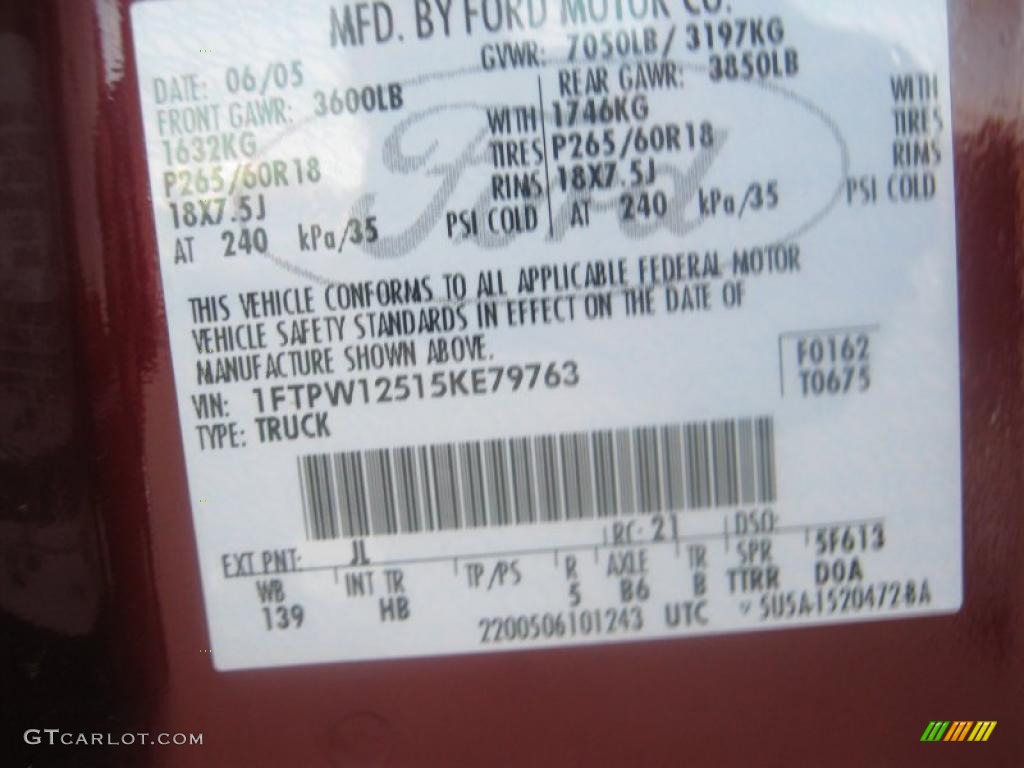 MFD. BY FORD MOTOR CO.
DATE: 06/05 GVWR: 7050LB / 3197KG
FRONT GAWR: 3600LB REAR GAWR: 3850LB
1632KG WITH 1746KG WITH
P265/60R18 TIRES P265/60R18 TIRES
18X7.5J RIMS 18X7.5J RIMS
AT 240 kPa/35 PSI COLD AT 240 kPa/35 PSI COLD
Ford
THIS VEHICLE CONFORMS TO ALL APPLICABLE FEDERAL MOTOR
VEHICLE SAFETY STANDARDS IN EFFECT ON THE DATE OF
MANUFACTURE SHOWN ABOVE.
F0162
VIN: 1FTPW12515KE79763
T0675
TYPE: TRUCK
EXT PNT: JL RC: 21 DSO:
WB INT TR TP/PS R AXLE TR SPR 5F613
139 HB 5 B6 B TTRR D0A
2200506101243 UTC 5U5A-1520472-BA
GTCARLOT.COM